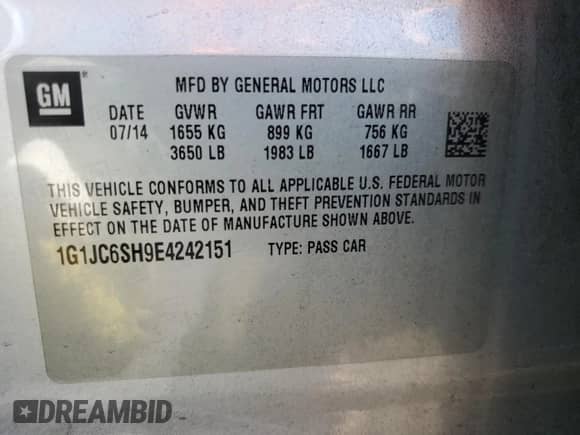 GM ®
MFD BY GENERAL MOTORS LLC
DATE GVWR GAWR FRT GAWR RR
07/14 1655 KG 899 KG 756 KG
3650 LB 1983 LB 1667 LB
THIS VEHICLE CONFORMS TO ALL APPLICABLE U.S. FEDERAL MOTOR
VEHICLE SAFETY, BUMPER, AND THEFT PREVENTION STANDARDS IN
EFFECT ON THE DATE OF MANUFACTURE SHOWN ABOVE.
1G1JC6SH9E4242151 TYPE: PASS CAR
DREAMBID